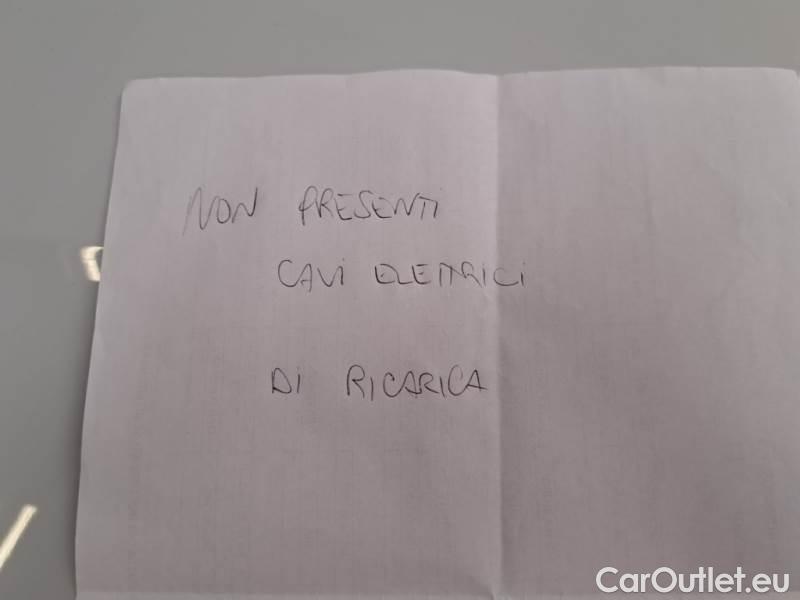 NON PRESENTI
CAVI ELETTRICI
DI RICARICA
CarOutlet.eu